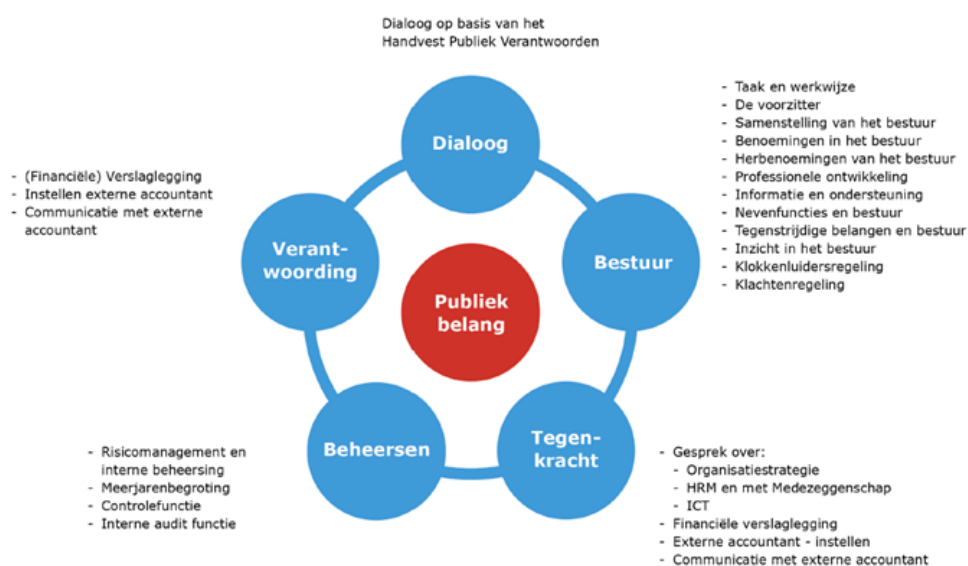 Dialoog op basis van het
Handvest Publiek Verantwoorden
Dialoog
- Taak en werkwijze
- De voorzitter
- Samenstelling van het bestuur
- Benoemingen in het bestuur
- Herbenoemingen van het bestuur
- Professionele ontwikkeling
- Informatie en ondersteuning
- Nevenfuncties en bestuur
- Tegenstrijdige belangen en bestuur
- Inzicht in het bestuur
- Klokkenluidersregeling
- Klachtenregeling
Bestuur
- (Financiële) Verslaglegging
- Instellen externe accountant
- Communicatie met externe
accountant
Verant-
woording
Publiek
belang
Beheersen
- Risicomanagement en
interne beheersing
- Meerjarenbegroting
- Controlefunctie
- Interne audit functie
Tegen-
kracht
- Gesprek over:
- Organisatiestrategie
- HRM en met Medezeggenschap
- ICT
- Financiële verslaglegging
- Externe accountant - instellen
- Communicatie met externe accountant